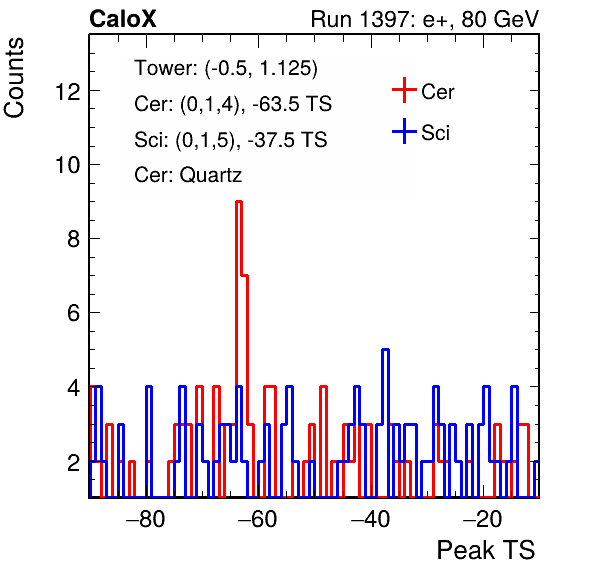 CaloX Run 1397: e+, 80 GeV
Counts
Tower: (-0.5, 1.125)
Cer: (0,1,4), -63.5 TS
Sci: (0,1,5), -37.5 TS
Cer: Quartz
Cer
Sci
12
10
8
6
4
2
−80 −60 −40 −20
Peak TS